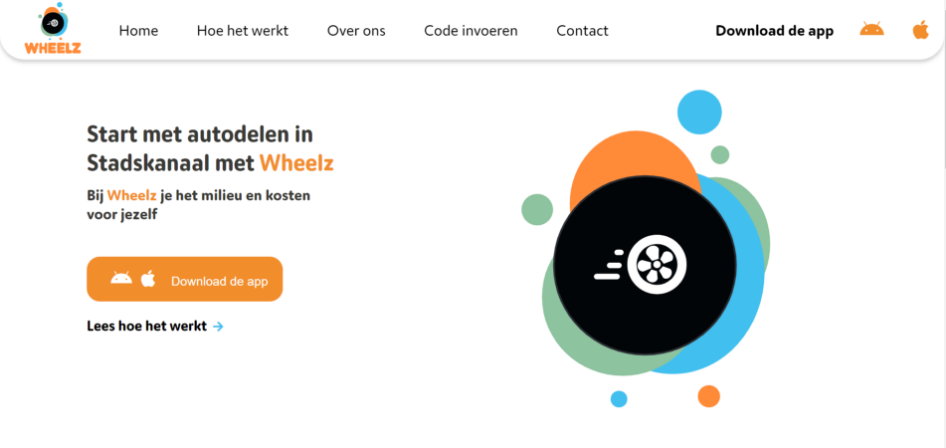 WHEELZ
Home
Hoe het werkt
Over ons
Code invoeren
Contact
Download de app
Start met autodelen in
Stadskanaal met Wheelz
Bij Wheelz je het milieu en kosten
voor jezelf
Download de app
Lees hoe het werkt →